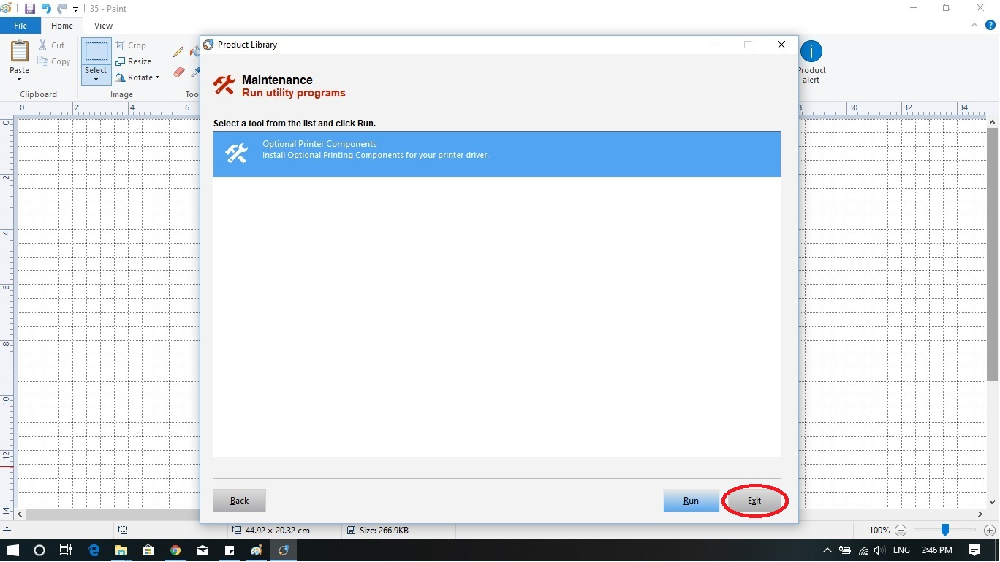 35 - Paint
File
Home
View
Paste
Cut
Copy
Clipboard
Select
Crop
Resize
Rotate
Image
Too
Product
alert
0 2 4 6 30 32 34
0
2
4
6
8
10
12
14
Product Library
Maintenance
Run utility programs
Select a tool from the list and click Run.
Optional Printer Components
Install Optional Printing Components for your printer driver.
Back
Run
Exit
44.92 × 20.32 cm
Size: 266.9KB
100%
ENG
2:46 PM